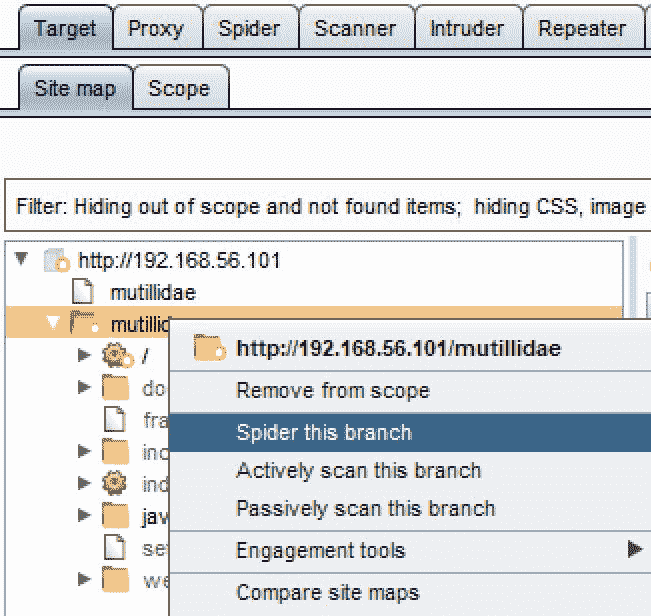 Target Proxy Spider Scanner Intruder Repeater
Site map Scope
Filter: Hiding out of scope and not found items; hiding CSS, image
http://192.168.56.101
mutillidae
mutillid
http://192.168.56.101/mutillidae
/
Remove from scope
do
fra
Spider this branch
inc
Actively scan this branch
ind
Passively scan this branch
jav
Engagement tools
se
we
Compare site maps